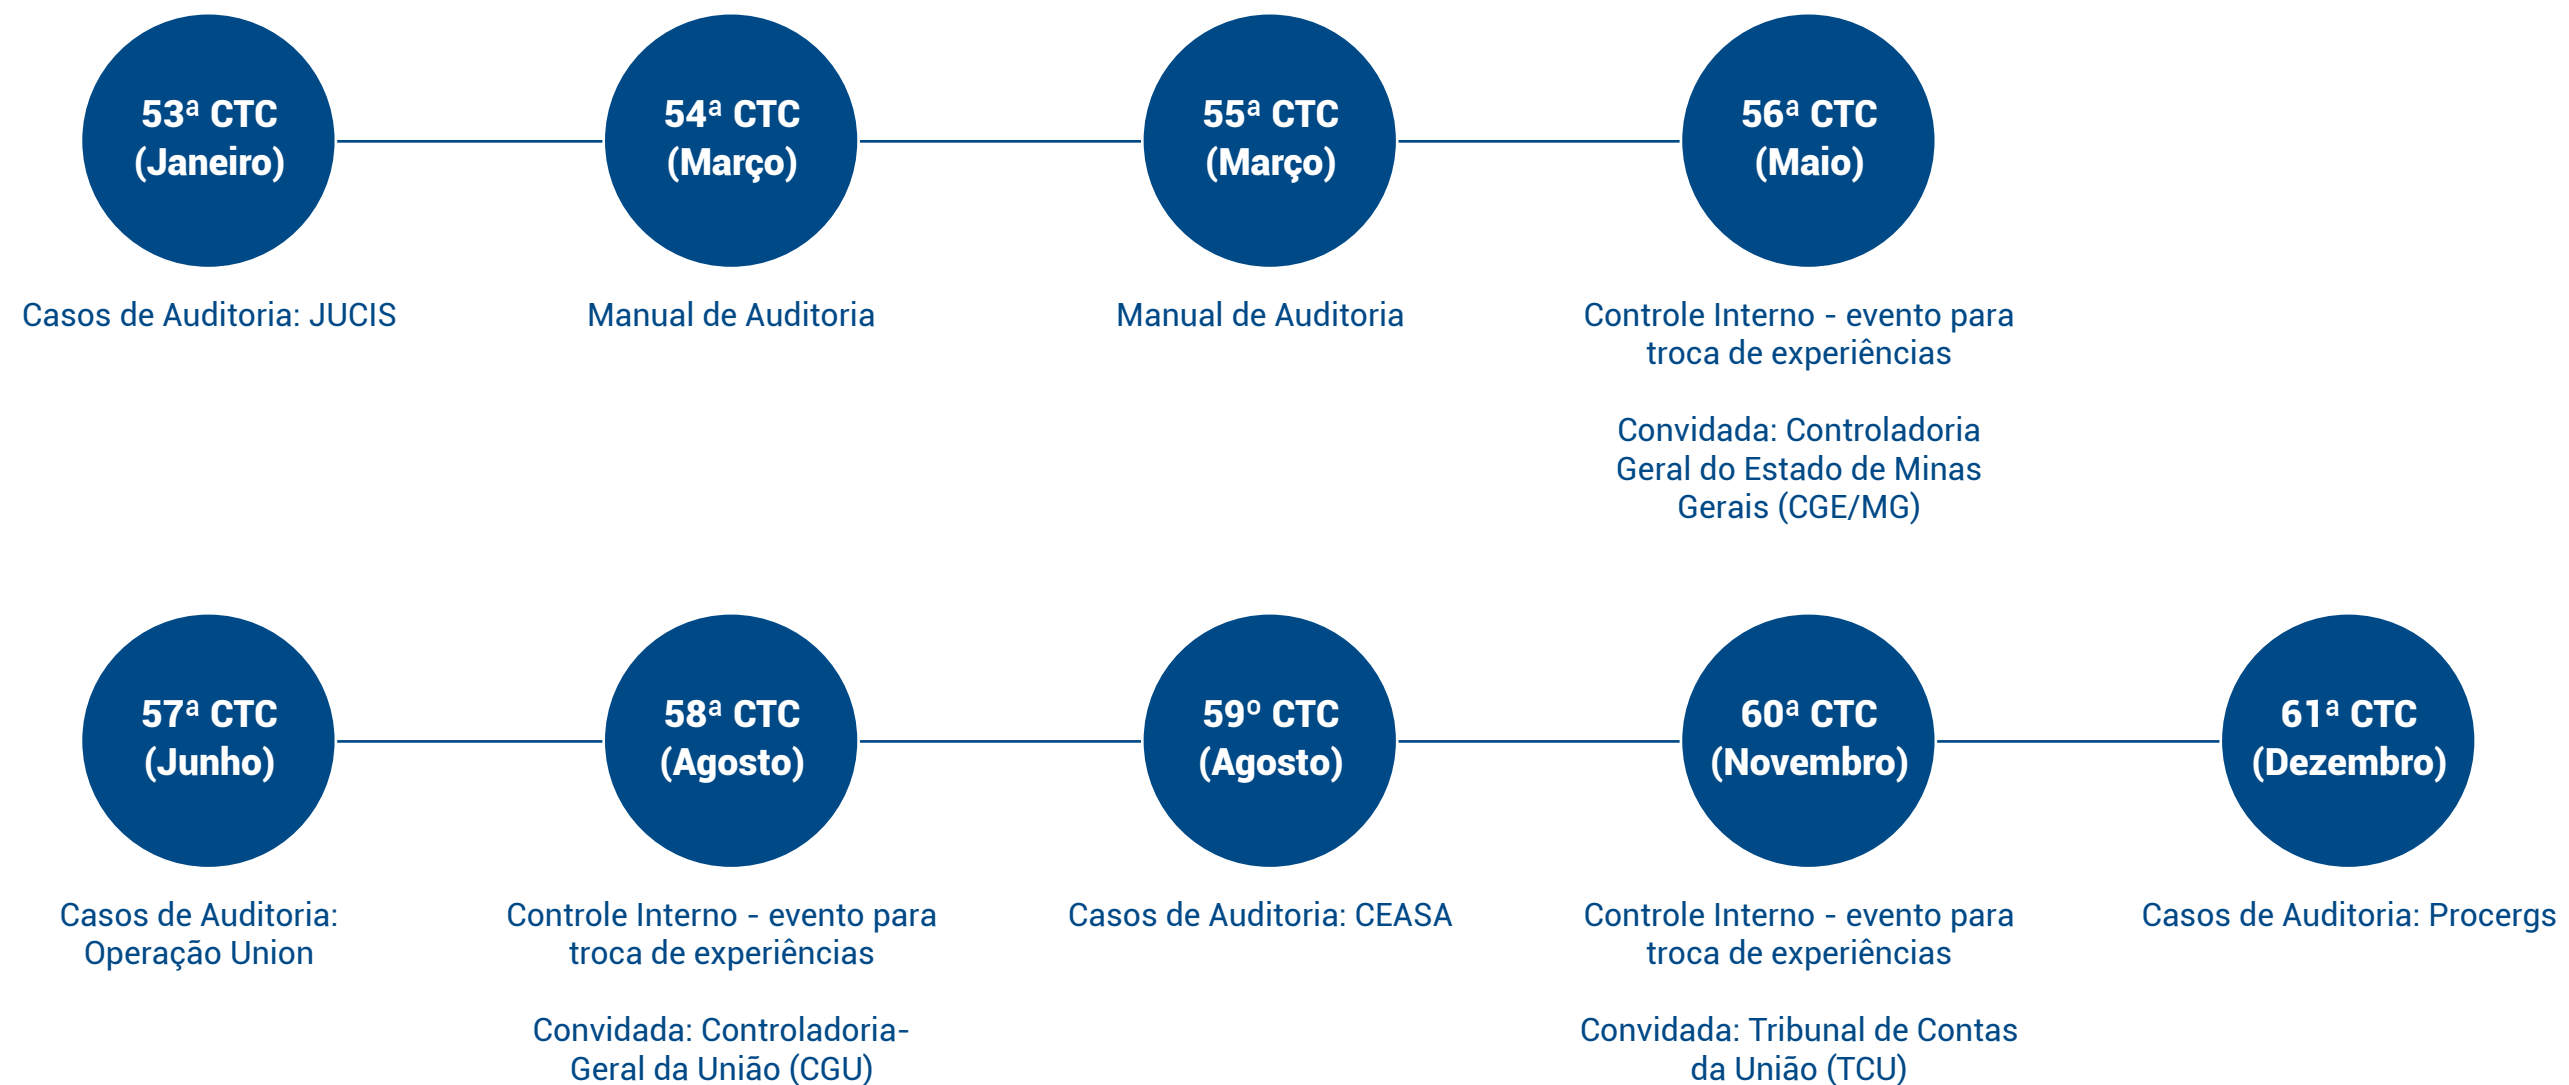 53ª CTC
(Janeiro)
Casos de Auditoria: JUCIS
54ª CTC
(Março)
Manual de Auditoria
55ª CTC
(Março)
Manual de Auditoria
56ª CTC
(Maio)
Controle Interno - evento para
troca de experiências
Convidada: Controladoria
Geral do Estado de Minas
Gerais (CGE/MG)
57ª CTC
(Junho)
Casos de Auditoria:
Operação Union
58ª CTC
(Agosto)
Controle Interno - evento para
troca de experiências
Convidada: Controladoria-
Geral da União (CGU)
59º CTC
(Agosto)
Casos de Auditoria: CEASA
60ª CTC
(Novembro)
Controle Interno - evento para
troca de experiências
Convidada: Tribunal de Contas
da União (TCU)
61ª CTC
(Dezembro)
Casos de Auditoria: Procergs